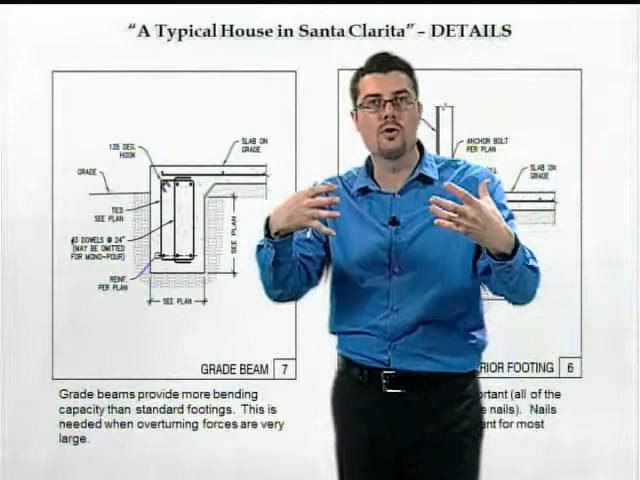 "A Typical House in Santa Clarita" – DETAILS
135 DEG.
HOOK
SLAB ON
GRADE
GRADE
TIES
SEE PLAN
#3 DOWELS @ 24"
(MAY BE OMITTED
FOR MONO-POUR)
REINF.
PER PLAN
SEE PLAN
SEE PLAN
GRADE BEAM 7
Grade beams provide more bending
capacity than standard footings. This is
needed when overturning forces are very
large.
ANCHOR BOLT
PER PLAN
SLAB ON
GRADE
FOOTING 6
(all of the
nails). Nails
for most